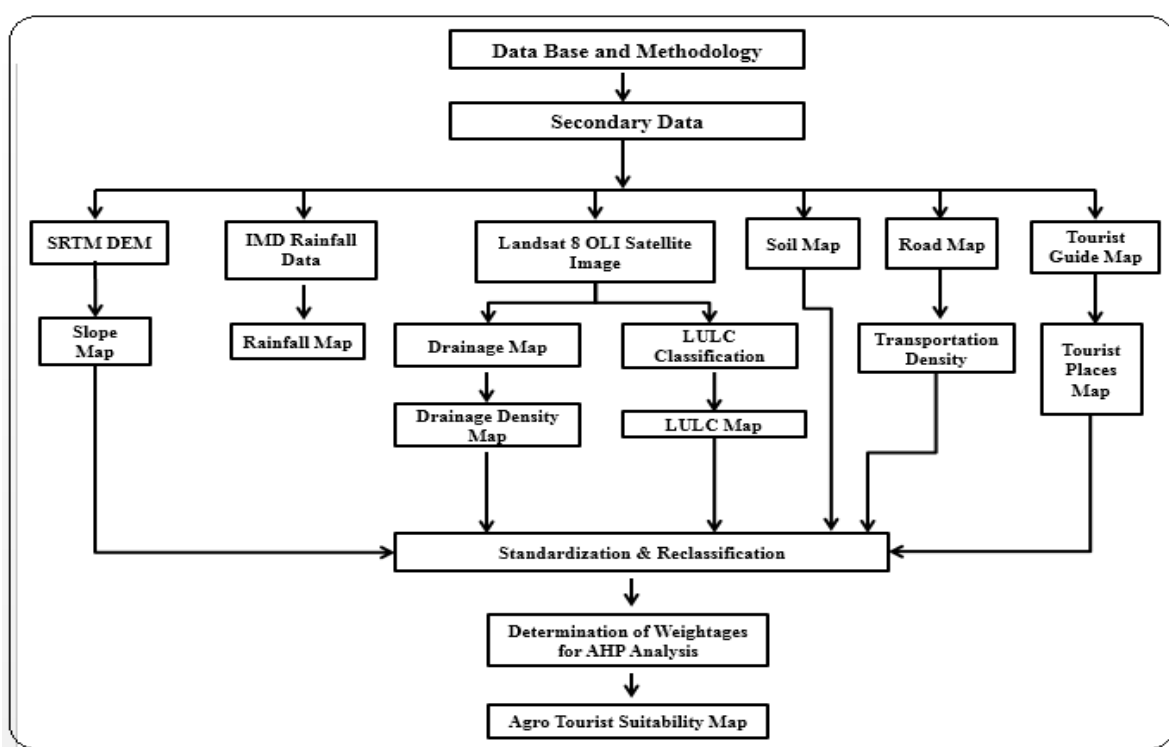 Data Base and Methodology
Secondary Data
SRTM DEM
IMD Rainfall
Data
Landsat 8 OLI Satellite
Image
Soil Map
Road Map
Tourist
Guide Map
Slope
Map
Rainfall Map
Drainage Map
LULC
Classification
Transportation
Density
Tourist
Places
Map
Drainage Density
Map
LULC Map
Standardization & Reclassification
Determination of Weightages
for AHP Analysis
Agro Tourist Suitability Map